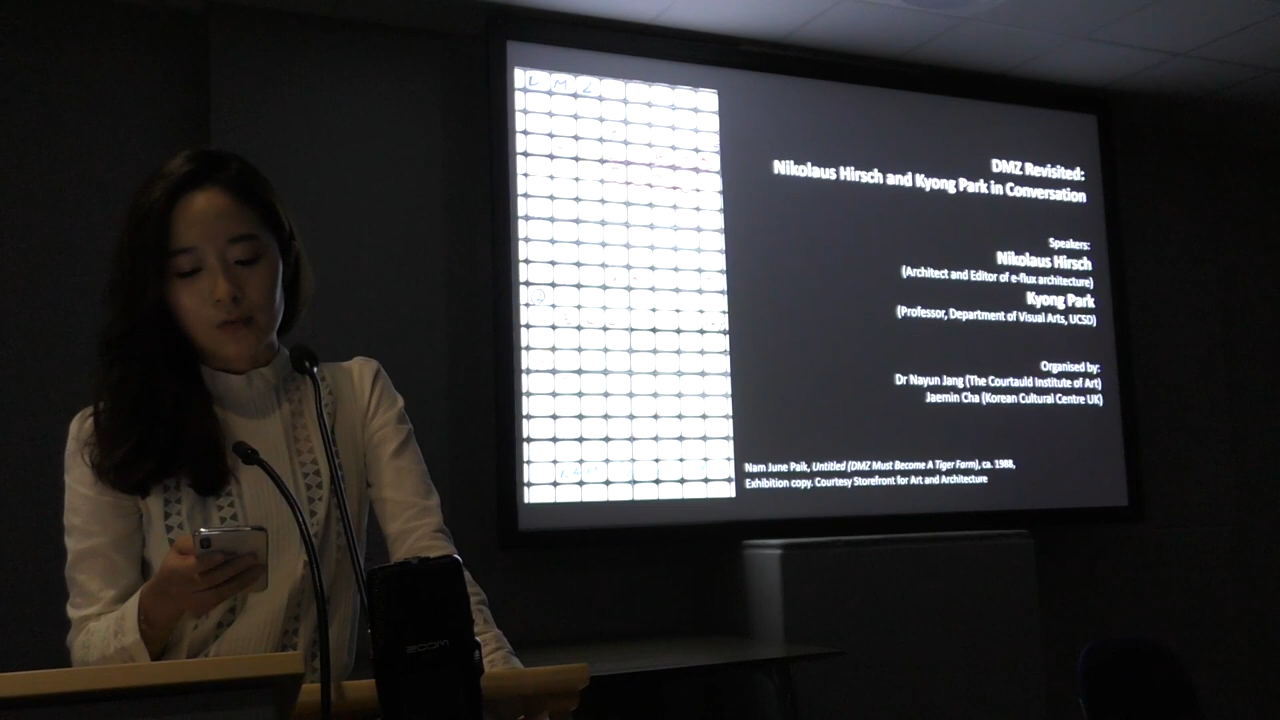 DMZ
DMZ Revisited:
Nikolaus Hirsch and Kyong Park in Conversation
Speakers:
Nikolaus Hirsch
(Architect and Editor of e-flux architecture)
Kyong Park
(Professor, Department of Visual Arts, UCSD)
Organised by:
Dr Nayun Jang (The Courtauld Institute of Art)
Jaemin Cha (Korean Cultural Centre UK)
Nam June Paik, Untitled (DMZ Must Become A Tiger Farm), ca. 1988,
Exhibition copy. Courtesy Storefront for Art and Architecture
ZOOM